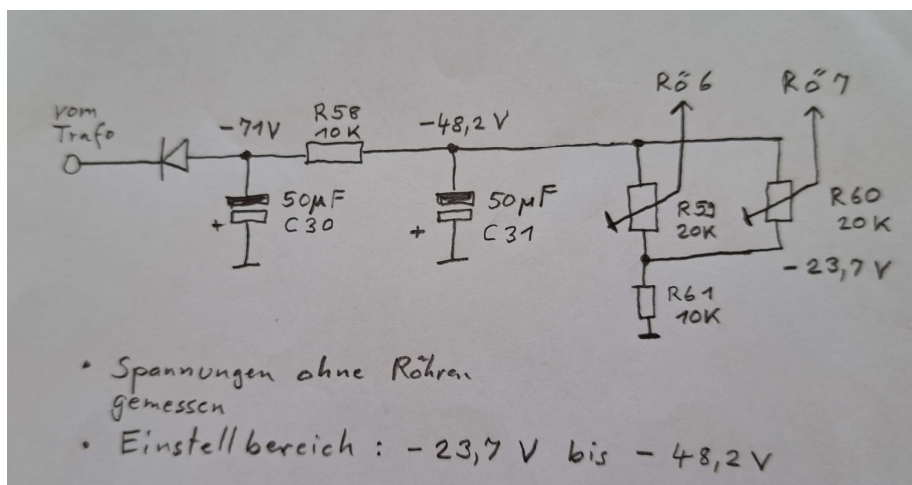 vom
Trafo
-71V
R58
10K
-48,2 V
Rö 6
Rö 7
50µF
C30
+
50µF
C31
+
R59
20K
R60
20K
-23,7 V
R61
10K
• Spannungen ohne Röhren
gemessen
• Einstellbereich : -23,7 V bis -48,2V